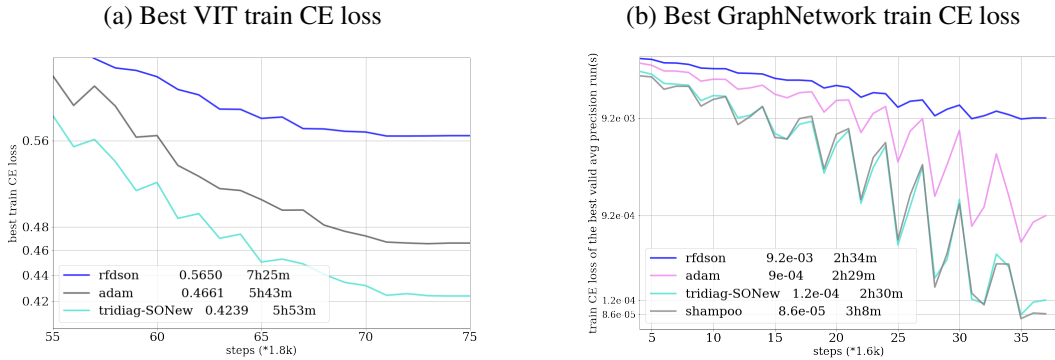 (a) Best VIT train CE loss
best train CE loss
0.56
0.48
0.46
0.44
0.42
rfdson 0.5650 7h25m
adam 0.4661 5h43m
tridiag-SONew 0.4239 5h53m
55 60 65 70 75
steps (*1.8k)
(b) Best GraphNetwork train CE loss
train CE loss of the best valid avg precision run(s)
9.2e-03
9.2e-04
1.2e-04
8.6e-05
rfdson 9.2e-03 2h34m
adam 9e-04 2h29m
tridiag-SONew 1.2e-04 2h30m
shampoo 8.6e-05 3h8m
5 10 15 20 25 30 35
steps (*1.6k)